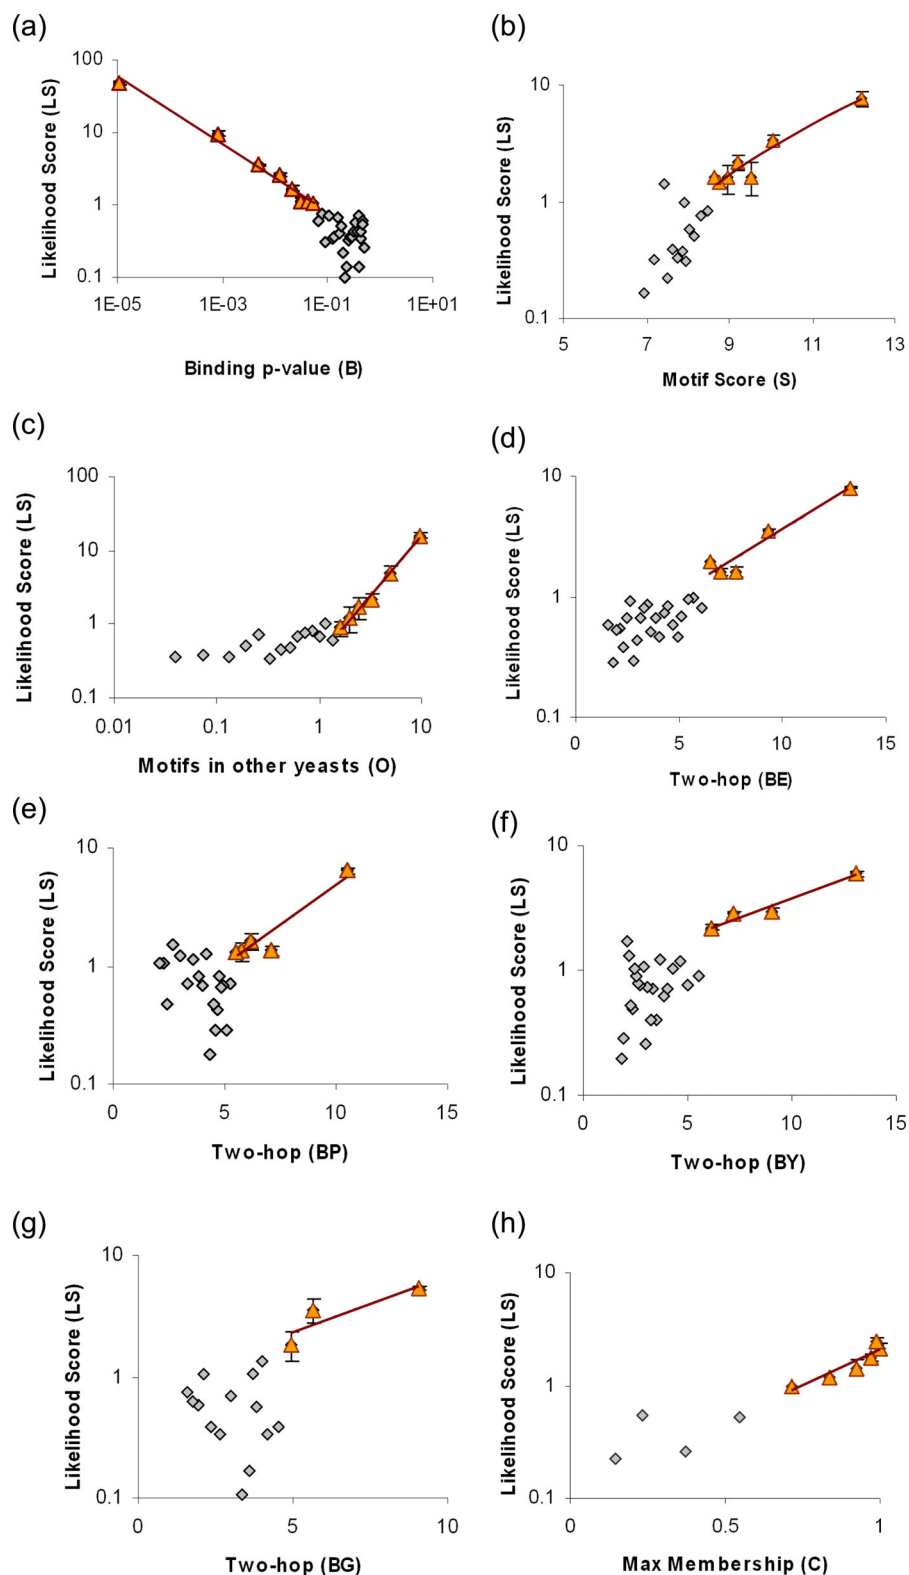 (a)
Likelihood Score (LS)
100
10
1
0.1
1E-05 1E-03 1E-01 1E+01
Binding p-value (B)
(b)
Likelihood Score (LS)
10
1
0.1
5 7 9 11 13
Motif Score (S)
(c)
Likelihood Score (LS)
100
10
1
0.1
0.01 0.1 1 10
Motifs in other yeasts (O)
(d)
Likelihood Score (LS)
10
1
0.1
0 5 10 15
Two-hop (BE)
(e)
Likelihood Score (LS)
10
1
0.1
0 5 10 15
Two-hop (BP)
(f)
Likelihood Score (LS)
10
1
0.1
0 5 10 15
Two-hop (BY)
(g)
Likelihood Score (LS)
10
1
0.1
0 5 10
Two-hop (BG)
(h)
Likelihood Score (LS)
10
1
0.1
0 0.5 1
Max Membership (C)